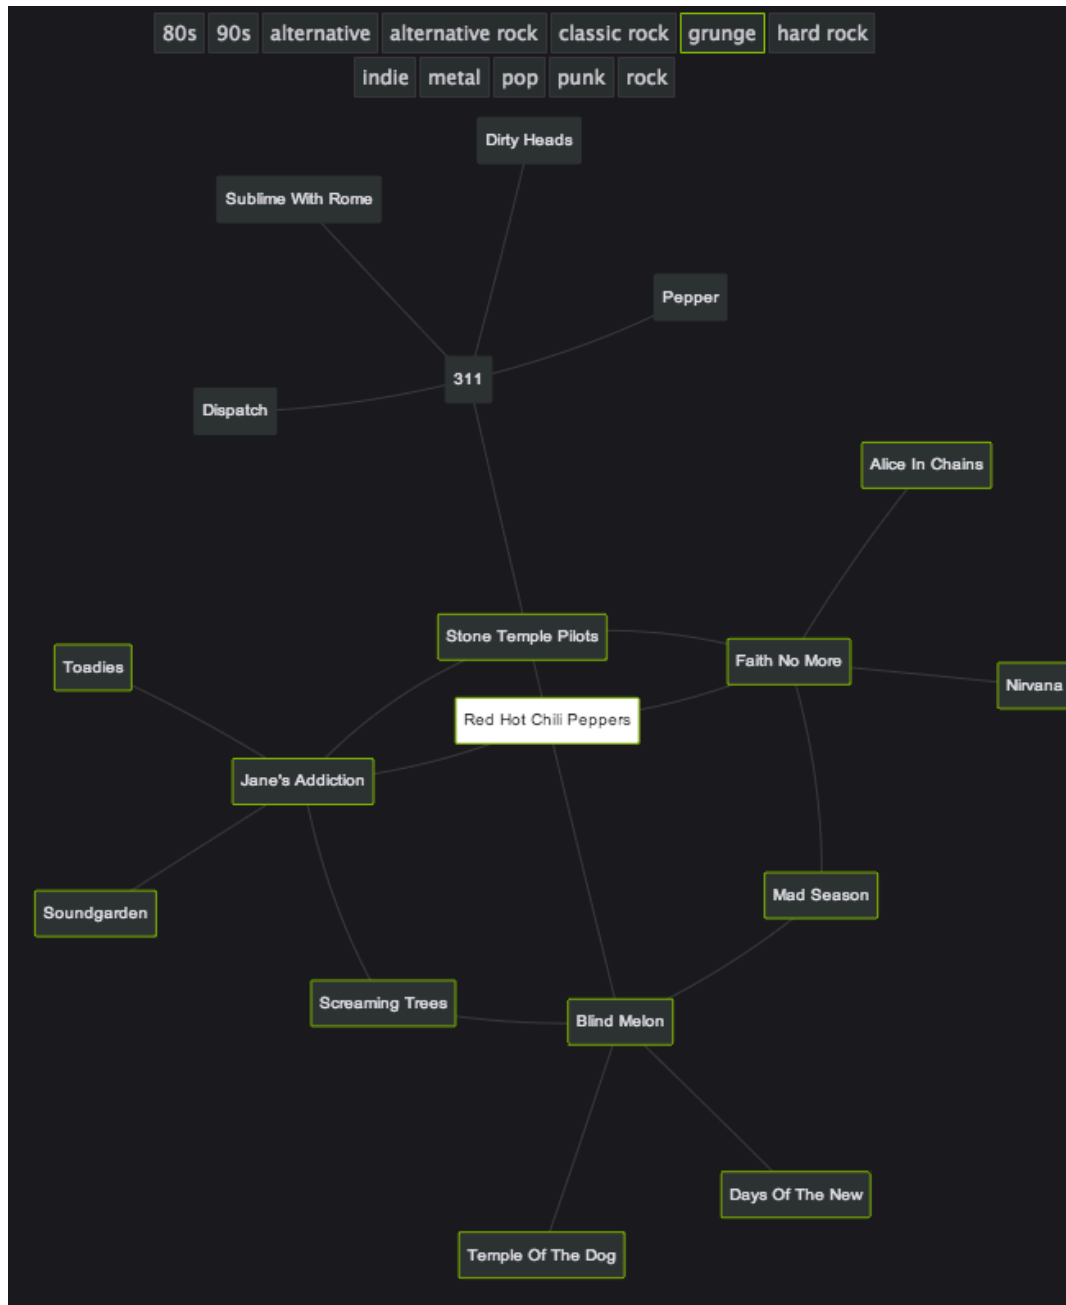 80s 90s alternative alternative rock classic rock grunge hard rock
indie metal pop punk rock
Dirty Heads
Sublime With Rome
Pepper
311
Dispatch
Alice In Chains
Stone Temple Pilots
Faith No More
Toadies
Nirvana
Red Hot Chili Peppers
Jane's Addiction
Mad Season
Soundgarden
Screaming Trees
Blind Melon
Days Of The New
Temple Of The Dog